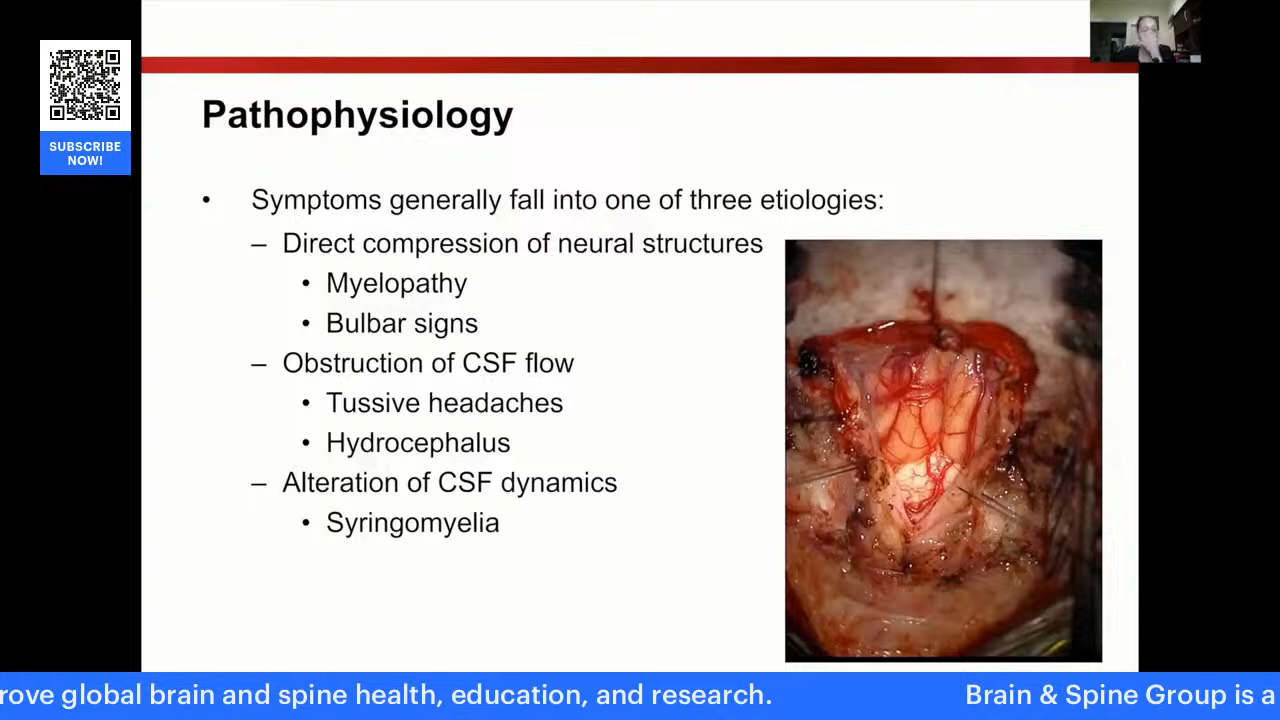 SUBSCRIBE
NOW!
Pathophysiology
• Symptoms generally fall into one of three etiologies:
– Direct compression of neural structures
• Myelopathy
• Bulbar signs
– Obstruction of CSF flow
• Tussive headaches
• Hydrocephalus
– Alteration of CSF dynamics
• Syringomyelia
rove global brain and spine health, education, and research. Brain & Spine Group is a